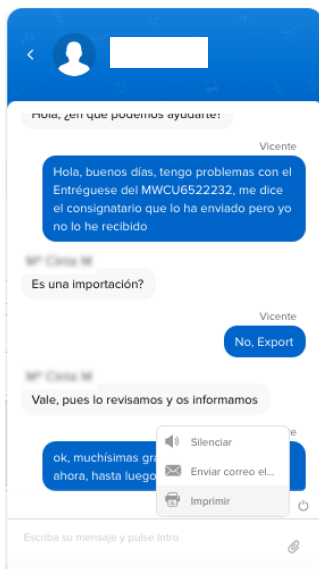 Hola, ¿en qué podemos ayudarte?
Vicente
Hola, buenos días, tengo problemas con el
Entréguese del MWCU6522232, me dice
el consignatario que lo ha enviado pero yo
no lo he recibido
Es una importación?
Vicente
No, Export
Vale, pues lo revisamos y os informamos
ok, muchísimas
ahora, hasta luego
Silenciar
Enviar correo el...
Imprimir
Escriba su mensaje y pulse Intro